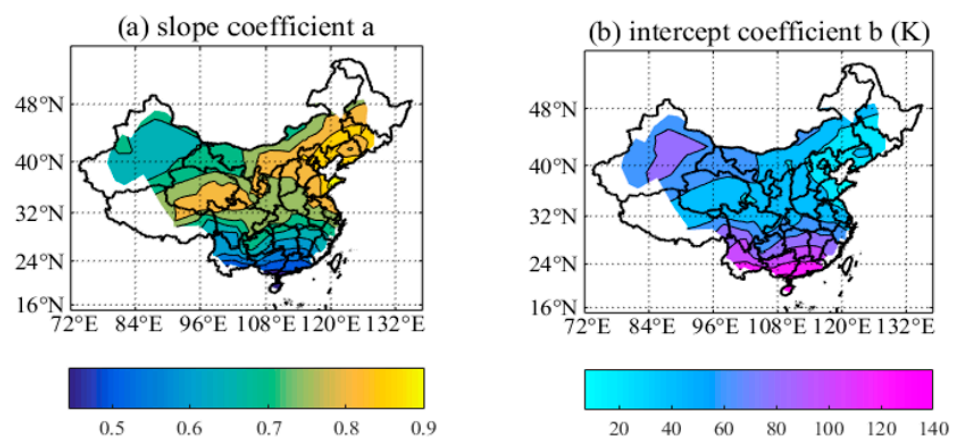 (a) slope coefficient a
48°N
40°N
32°N
24°N
16°N
72°E 84°E 96°E 108°E 120°E 132°E
0.5 0.6 0.7 0.8 0.9
(b) intercept coefficient b (K)
48°N
40°N
32°N
24°N
16°N
72°E 84°E 96°E 108°E 120°E 132°E
20 40 60 80 100 120 140